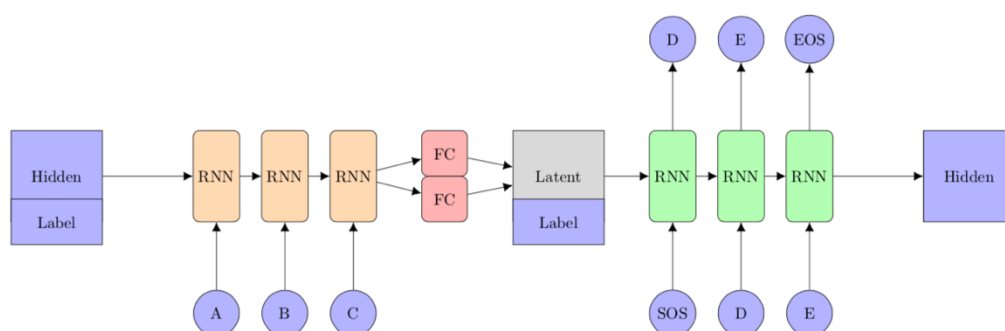 D E EOS
Hidden RNN RNN RNN FC Latent RNN RNN RNN Hidden
FC
Label Label
A B C SOS D E